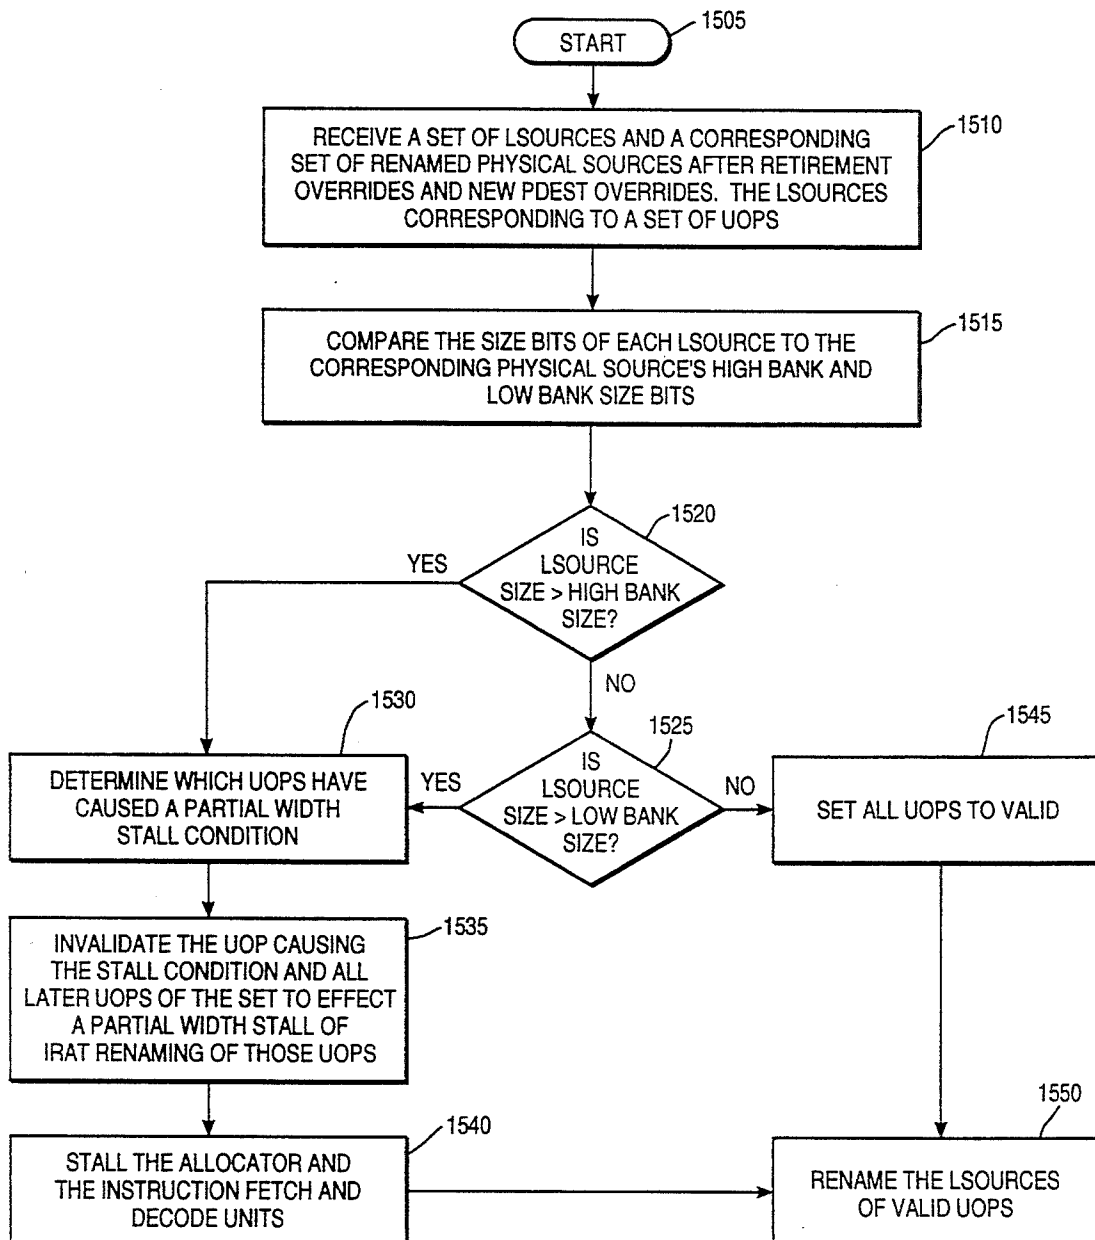 START
1505
RECEIVE A SET OF LSOURCES AND A CORRESPONDING
SET OF RENAMED PHYSICAL SOURCES AFTER RETIREMENT
OVERRIDES AND NEW PDEST OVERRIDES. THE LSOURCES
CORRESPONDING TO A SET OF UOPS
1510
COMPARE THE SIZE BITS OF EACH LSOURCE TO THE
CORRESPONDING PHYSICAL SOURCE'S HIGH BANK AND
LOW BANK SIZE BITS
1515
IS
LSOURCE
SIZE > HIGH BANK
SIZE?
1520
YES
NO
IS
LSOURCE
SIZE > LOW BANK
SIZE?
1525
YES
NO
DETERMINE WHICH UOPS HAVE
CAUSED A PARTIAL WIDTH
STALL CONDITION
1530
SET ALL UOPS TO VALID
1545
INVALIDATE THE UOP CAUSING
THE STALL CONDITION AND ALL
LATER UOPS OF THE SET TO EFFECT
A PARTIAL WIDTH STALL OF
IRAT RENAMING OF THOSE UOPS
1535
STALL THE ALLOCATOR AND
THE INSTRUCTION FETCH AND
DECODE UNITS
1540
RENAME THE LSOURCES
OF VALID UOPS
1550